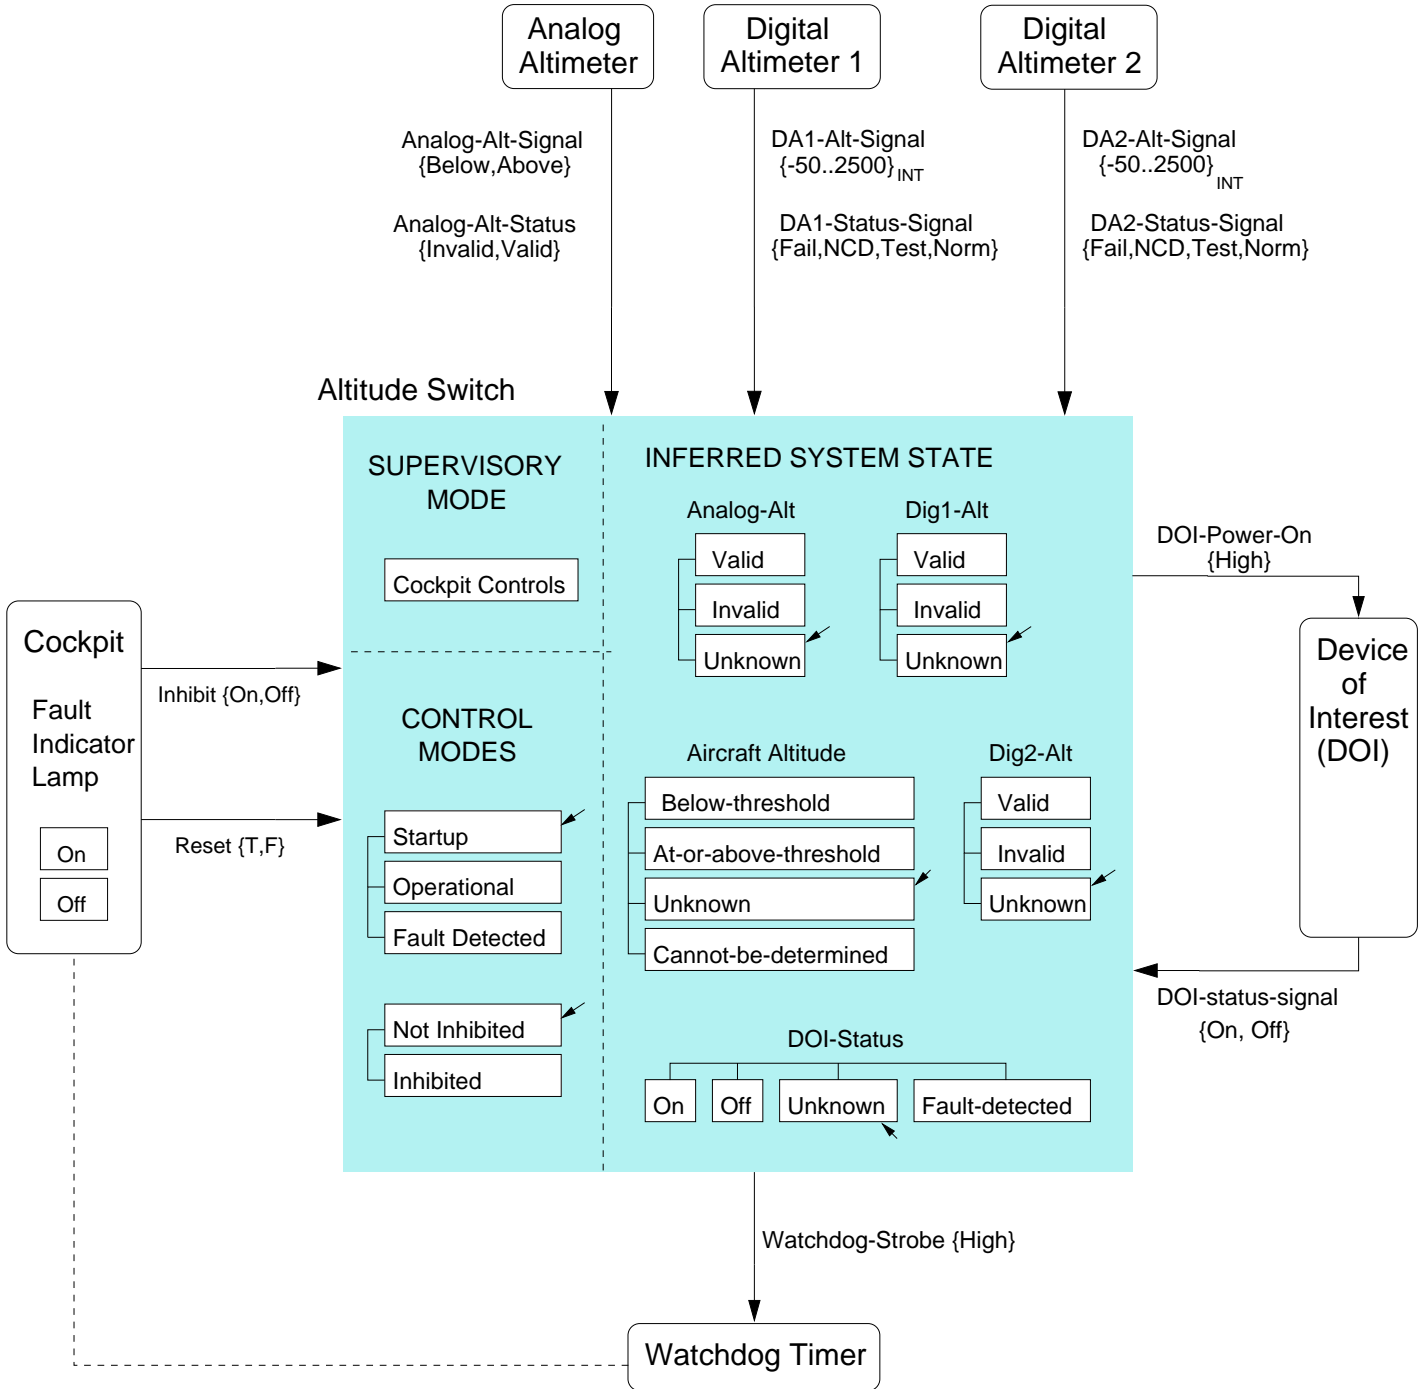 Analog
Altimeter
Digital
Altimeter 1
Digital
Altimeter 2
Analog-Alt-Signal
{Below,Above}
Analog-Alt-Status
{Invalid,Valid}
DA1-Alt-Signal
{-50..2500}INT
DA1-Status-Signal
{Fail,NCD,Test,Norm}
DA2-Alt-Signal
{-50..2500}INT
DA2-Status-Signal
{Fail,NCD,Test,Norm}
Altitude Switch
SUPERVISORY
MODE
Cockpit Controls
INFERRED SYSTEM STATE
Analog-Alt
Valid
Invalid
Unknown
Dig1-Alt
Valid
Invalid
Unknown
DOI-Power-On
{High}
Cockpit
Fault
Indicator
Lamp
On
Off
Inhibit {On,Off}
Reset {T,F}
CONTROL
MODES
Startup
Operational
Fault Detected
Not Inhibited
Inhibited
Aircraft Altitude
Below-threshold
At-or-above-threshold
Unknown
Cannot-be-determined
Dig2-Alt
Valid
Invalid
Unknown
Device
of
Interest
(DOI)
DOI-status-signal
{On, Off}
DOI-Status
On
Off
Unknown
Fault-detected
Watchdog-Strobe {High}
Watchdog Timer